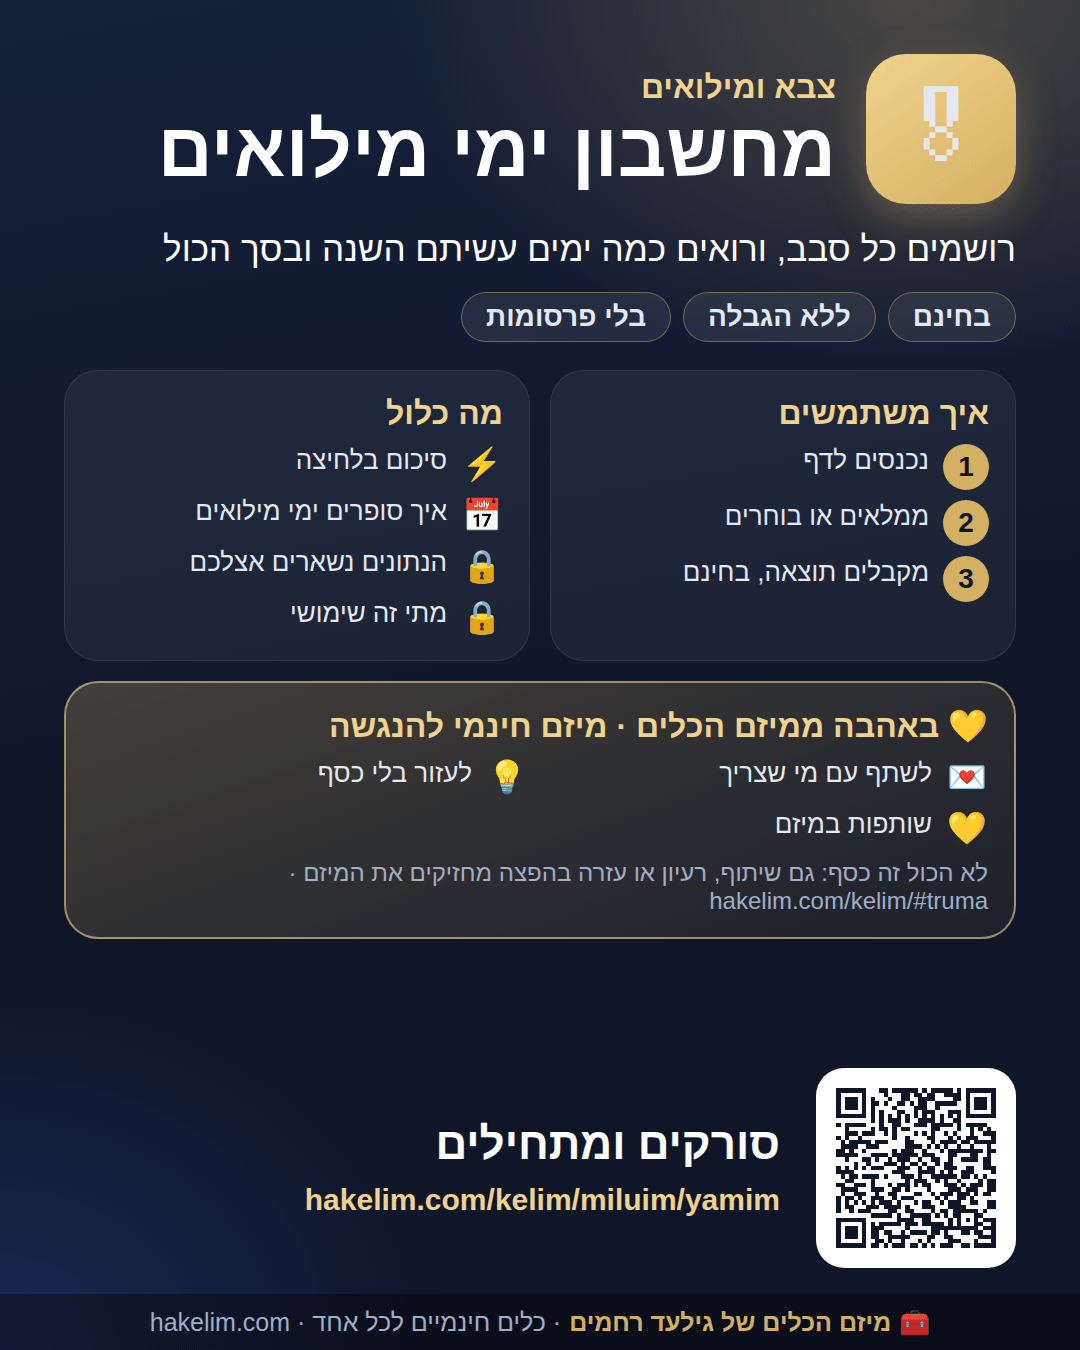 צבא ומילואים
מחשבון ימי מילואים
רושמים כל סבב, ורואים כמה ימים עשיתם השנה ובסך הכול
בחינם
ללא הגבלה
בלי פרסומות
איך משתמשים
1 נכנסים לדף
2 ממלאים או בוחרים
3 מקבלים תוצאה, בחינם
מה כלול
⚡ סיכום בלחיצה
📅 איך סופרים ימי מילואים
🔒 הנתונים נשארים אצלכם
🔒 מתי זה שימושי
💛 באהבה ממיזם הכלים · מיזם חינמי להנגשה
💌 לשתף עם מי שצריך
💡 לעזור בלי כסף
💛 שותפות במיזם
לא הכול זה כסף: גם שיתוף, רעיון או עזרה בהפצה מחזיקים את המיזם ·
hakelim.com/kelim/#truma
סורקים ומתחילים
hakelim.com/kelim/miluim/yamim
🧰 מיזם הכלים של גילעד רחמים · כלים חינמיים לכל אחד · hakelim.com